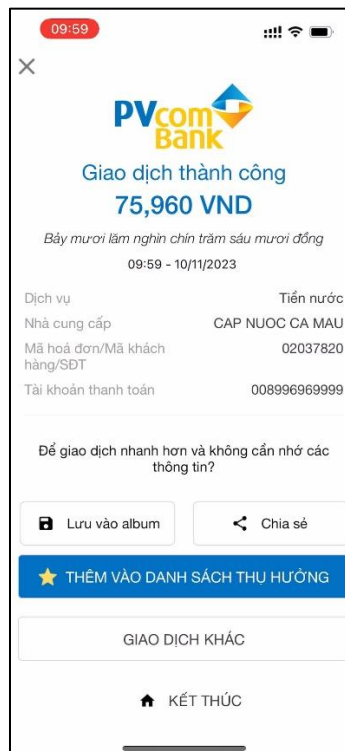 09:59
PVcom
Bank
Giao dịch thành công
75,960 VND
Bảy mươi lăm nghìn chín trăm sáu mươi đồng
09:59 - 10/11/2023
Dịch vụ Tiền nước
Nhà cung cấp CAP NUOC CA MAU
Mã hoá đơn/Mã khách 02037820
hàng/SĐT
Tài khoản thanh toán 008996969999
Để giao dịch nhanh hơn và không cần nhớ các
thông tin?
Lưu vào album Chia sẻ
THÊM VÀO DANH SÁCH THỤ HƯỞNG
GIAO DỊCH KHÁC
KẾT THÚC